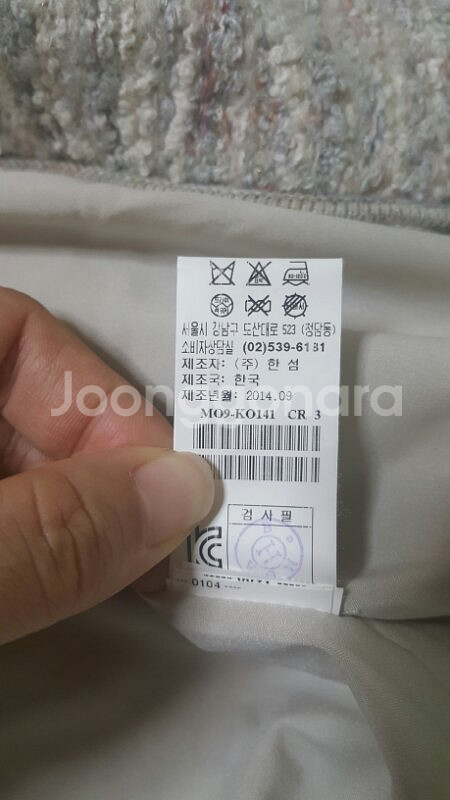 서울시 강남구 도산대로 523 (청담동)
소비자상담실 (02)539-6181
제조자: (주) 한 섬
제조국: 한국
제조년월: 2014.09
Joonggonara
MO9-KO141 CR 3
검 사 필
0104